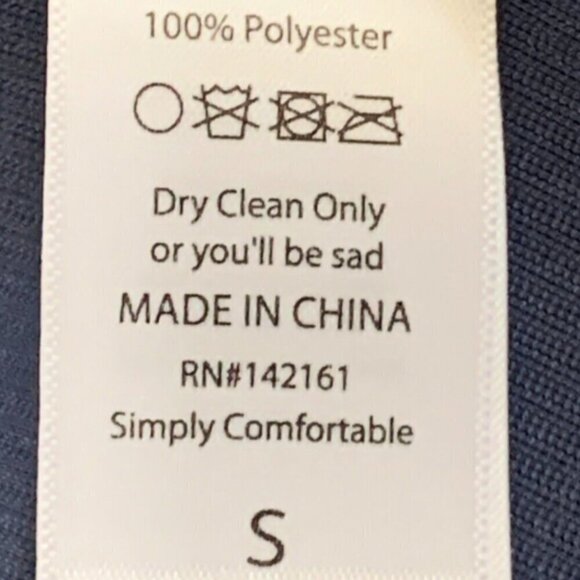 100% Polyester
Dry Clean Only
or you'll be sad
MADE IN CHINA
RN#142161
Simply Comfortable
S